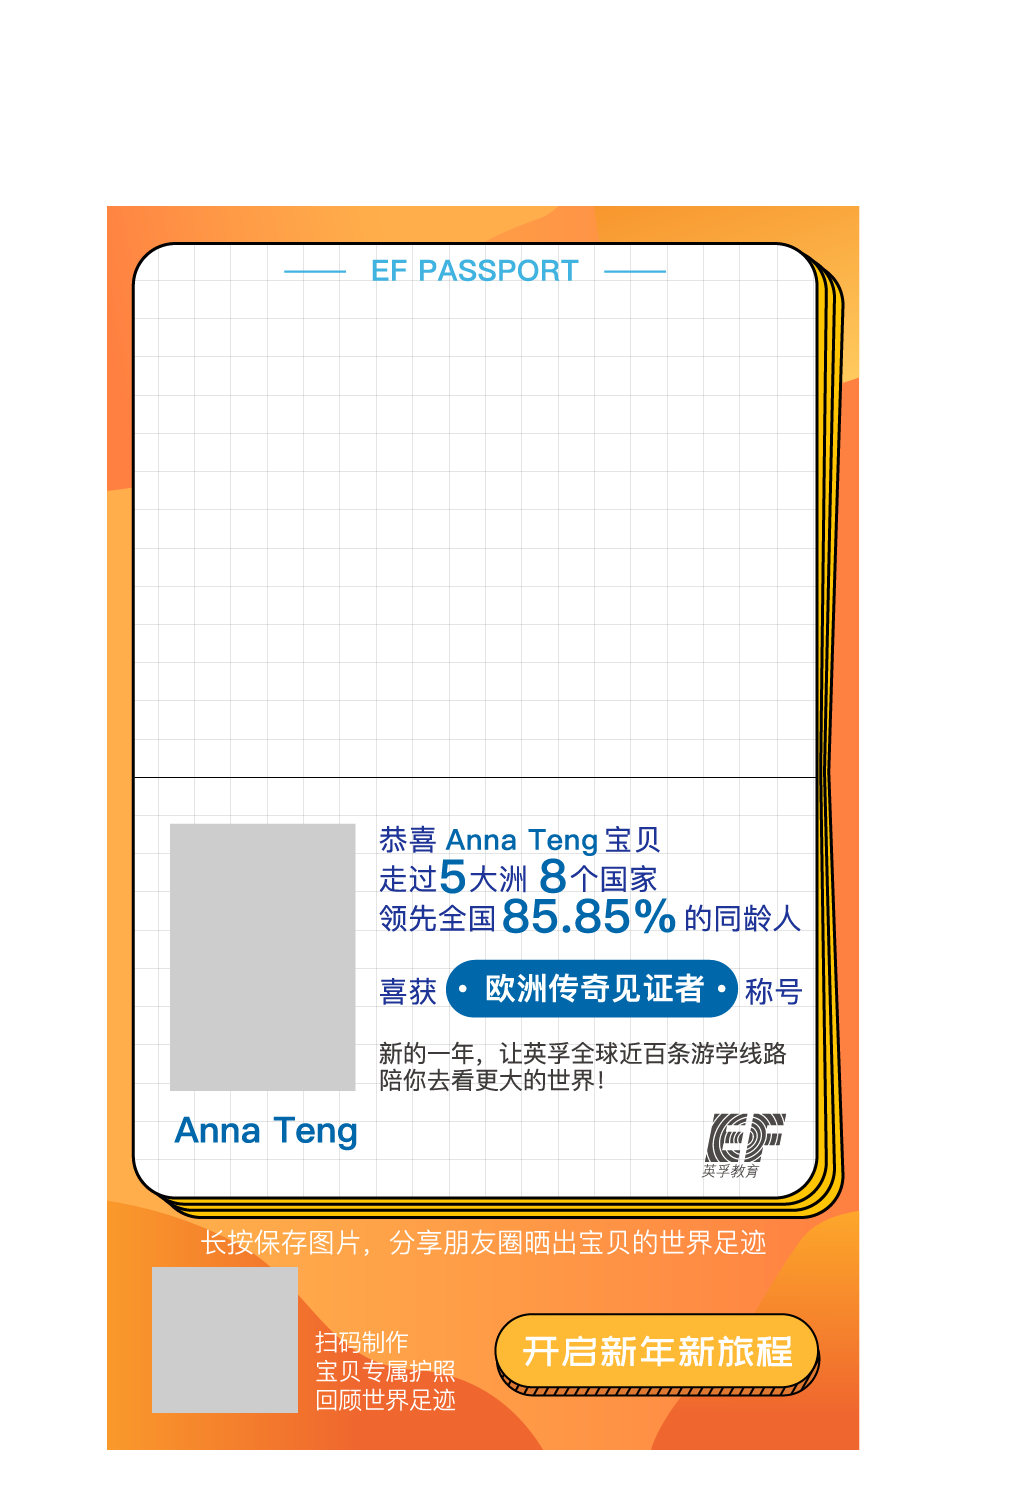 EF PASSPORT
恭喜 Anna Teng 宝贝
走过5大洲 8个国家
领先全国 85.85% 的同龄人
喜获 · 欧洲传奇见证者 · 称号
新的一年，让英孚全球近百条游学线路
陪你去看更大的世界！
Anna Teng
EF
英孚教育
长按保存图片，分享朋友圈晒出宝贝的世界足迹
扫码制作
宝贝专属护照
回顾世界足迹
开启新年新旅程